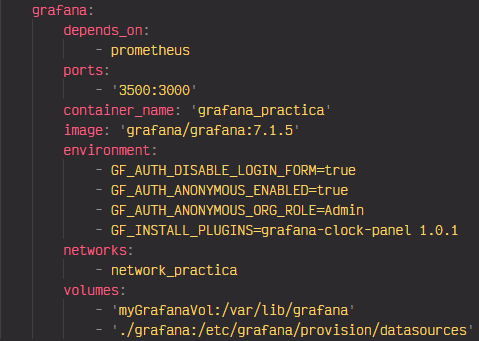 grafana:
depends_on:
- prometheus
ports:
- '3500:3000'
container_name: 'grafana_practica'
image: 'grafana/grafana:7.1.5'
environment:
- GF_AUTH_DISABLE_LOGIN_FORM=true
- GF_AUTH_ANONYMOUS_ENABLED=true
- GF_AUTH_ANONYMOUS_ORG_ROLE=Admin
- GF_INSTALL_PLUGINS=grafana-clock-panel 1.0.1
networks:
- network_practica
volumes:
- 'myGrafanaVol:/var/lib/grafana'
- './grafana:/etc/grafana/provision/datasources'